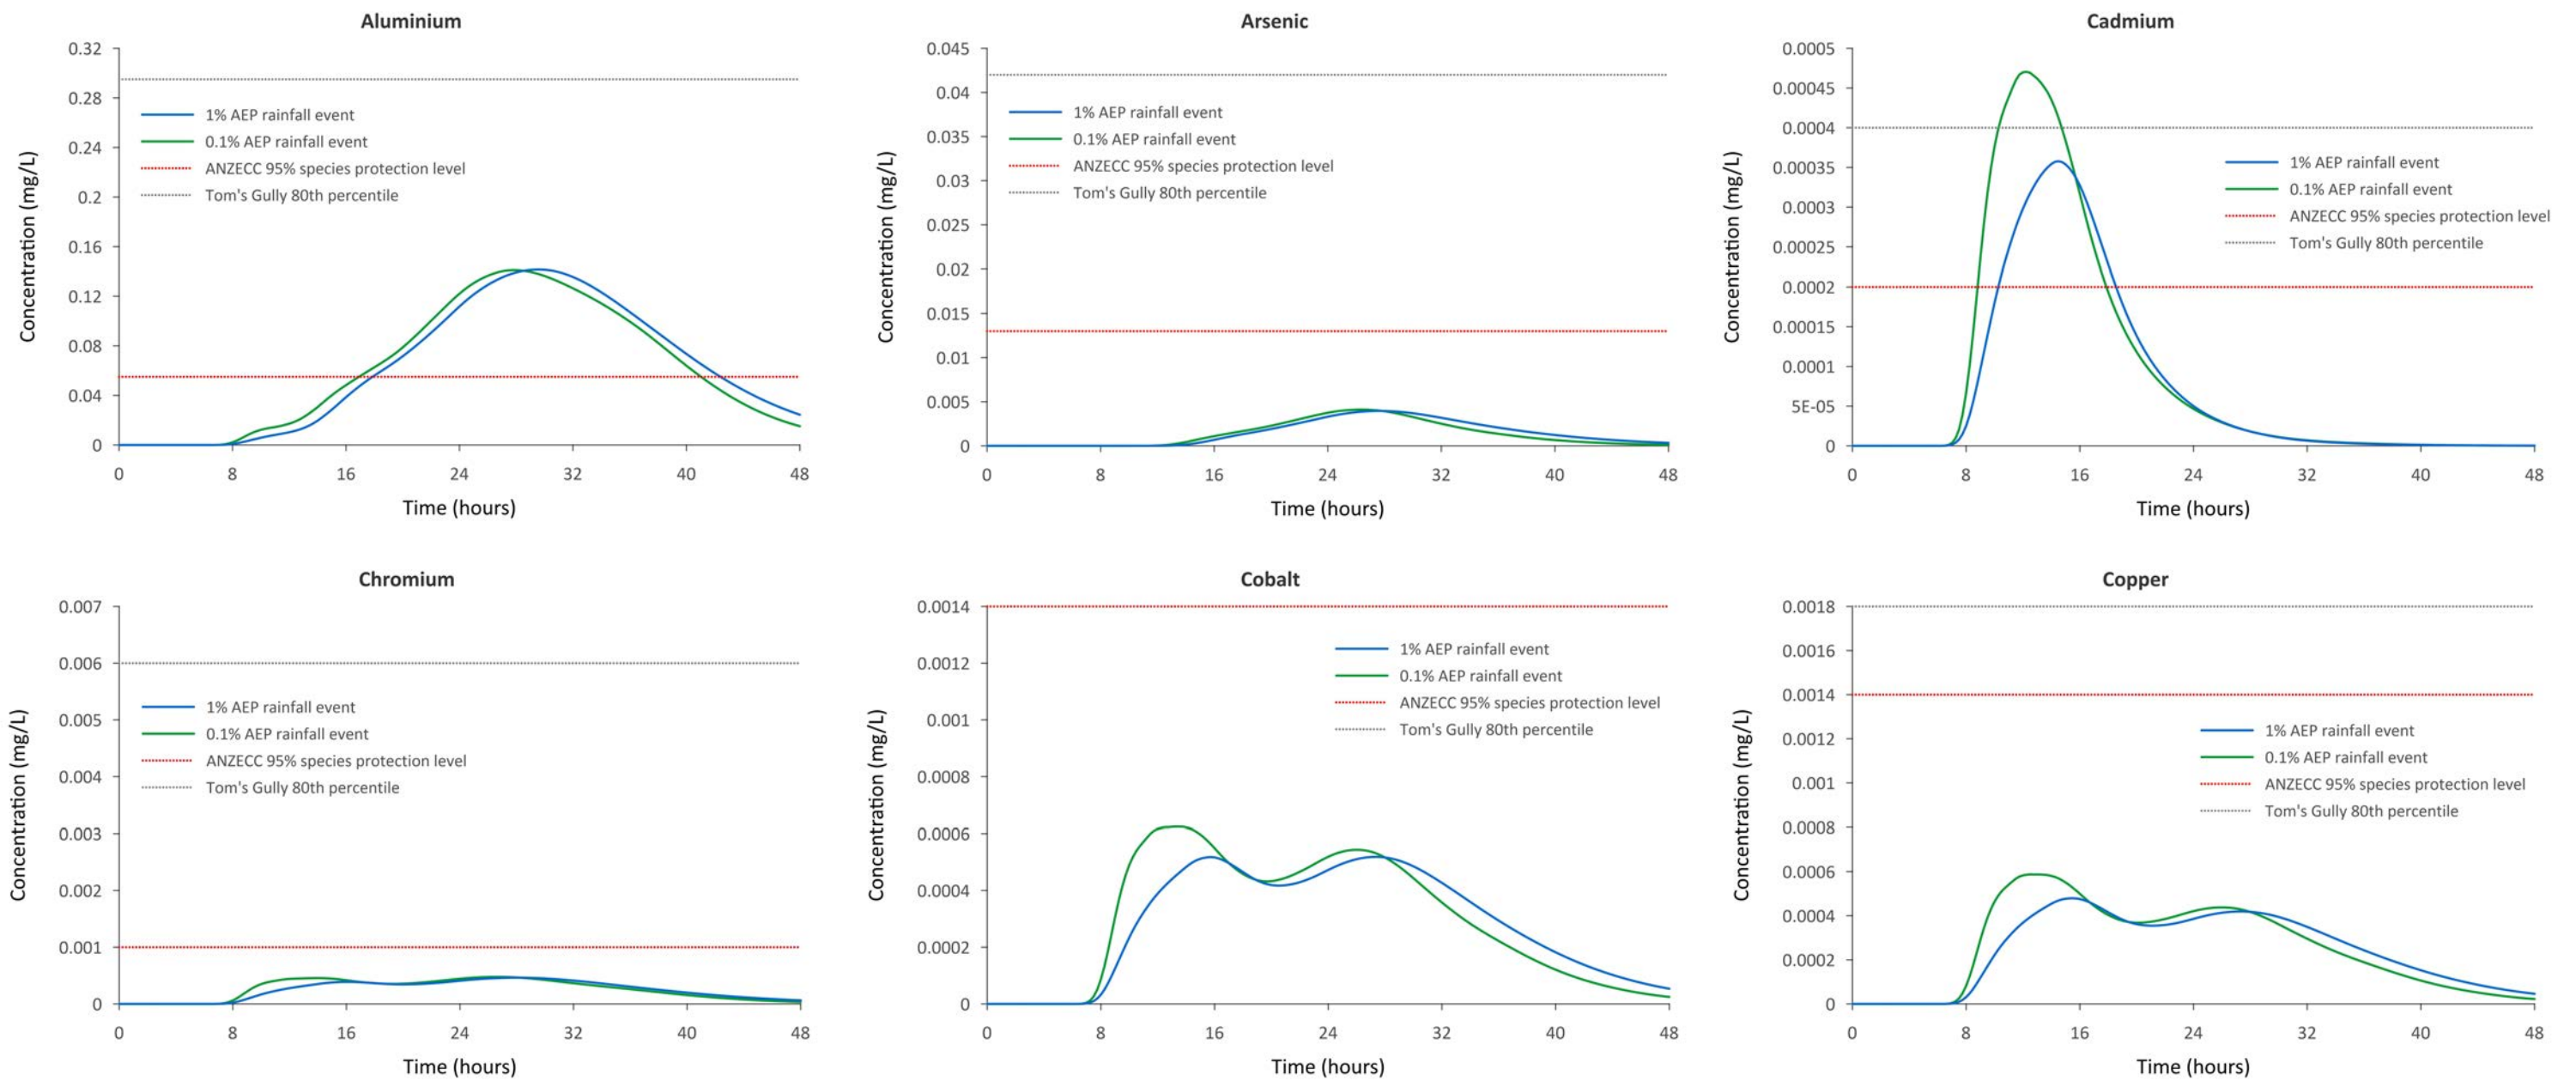 Aluminium
0.32
0.28
0.24
0.2
0.16
0.12
0.08
0.04
0
Concentration (mg/L)
1% AEP rainfall event
0.1% AEP rainfall event
ANZECC 95% species protection level
Tom's Gully 80th percentile
0 8 16 24 32 40 48
Time (hours)
Arsenic
0.045
0.04
0.035
0.03
0.025
0.02
0.015
0.01
0.005
0
Concentration (mg/L)
1% AEP rainfall event
0.1% AEP rainfall event
ANZECC 95% species protection level
Tom's Gully 80th percentile
0 8 16 24 32 40 48
Time (hours)
Cadmium
0.0005
0.00045
0.0004
0.00035
0.0003
0.00025
0.0002
0.00015
0.0001
5E-05
0
Concentration (mg/L)
1% AEP rainfall event
0.1% AEP rainfall event
ANZECC 95% species protection level
Tom's Gully 80th percentile
0 8 16 24 32 40 48
Time (hours)
Chromium
0.007
0.006
0.005
0.004
0.003
0.002
0.001
0
Concentration (mg/L)
1% AEP rainfall event
0.1% AEP rainfall event
ANZECC 95% species protection level
Tom's Gully 80th percentile
0 8 16 24 32 40 48
Time (hours)
Cobalt
0.0014
0.0012
0.001
0.0008
0.0006
0.0004
0.0002
0
Concentration (mg/L)
1% AEP rainfall event
0.1% AEP rainfall event
ANZECC 95% species protection level
Tom's Gully 80th percentile
0 8 16 24 32 40 48
Time (hours)
Copper
0.0018
0.0016
0.0014
0.0012
0.001
0.0008
0.0006
0.0004
0.0002
0
Concentration (mg/L)
1% AEP rainfall event
0.1% AEP rainfall event
ANZECC 95% species protection level
Tom's Gully 80th percentile
0 8 16 24 32 40 48
Time (hours)